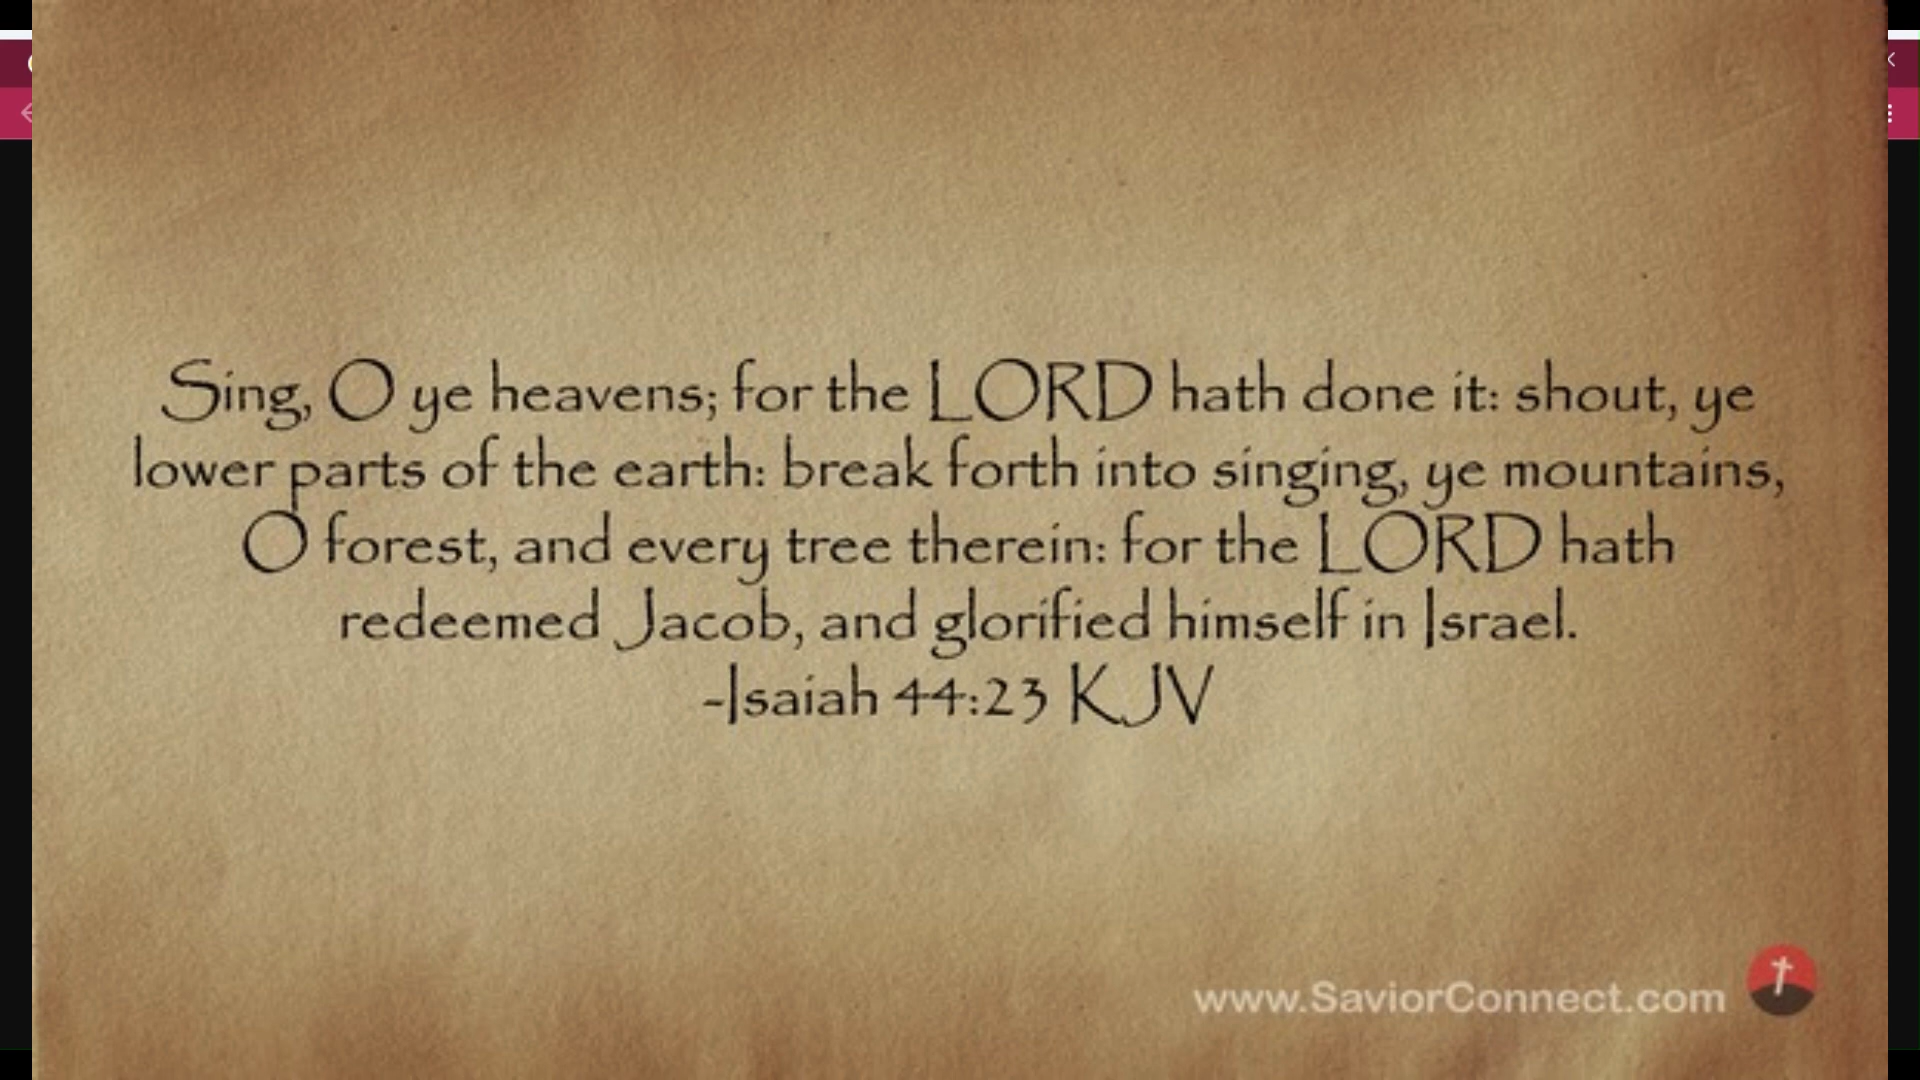 Sing, O ye heavens; for the LORD hath done it: shout, ye
lower parts of the earth: break forth into singing, ye mountains,
O forest, and every tree therein: for the LORD hath
redeemed Jacob, and glorified himself in Israel.
-Isaiah 44:23 KJV
www.SaviorConnect.com